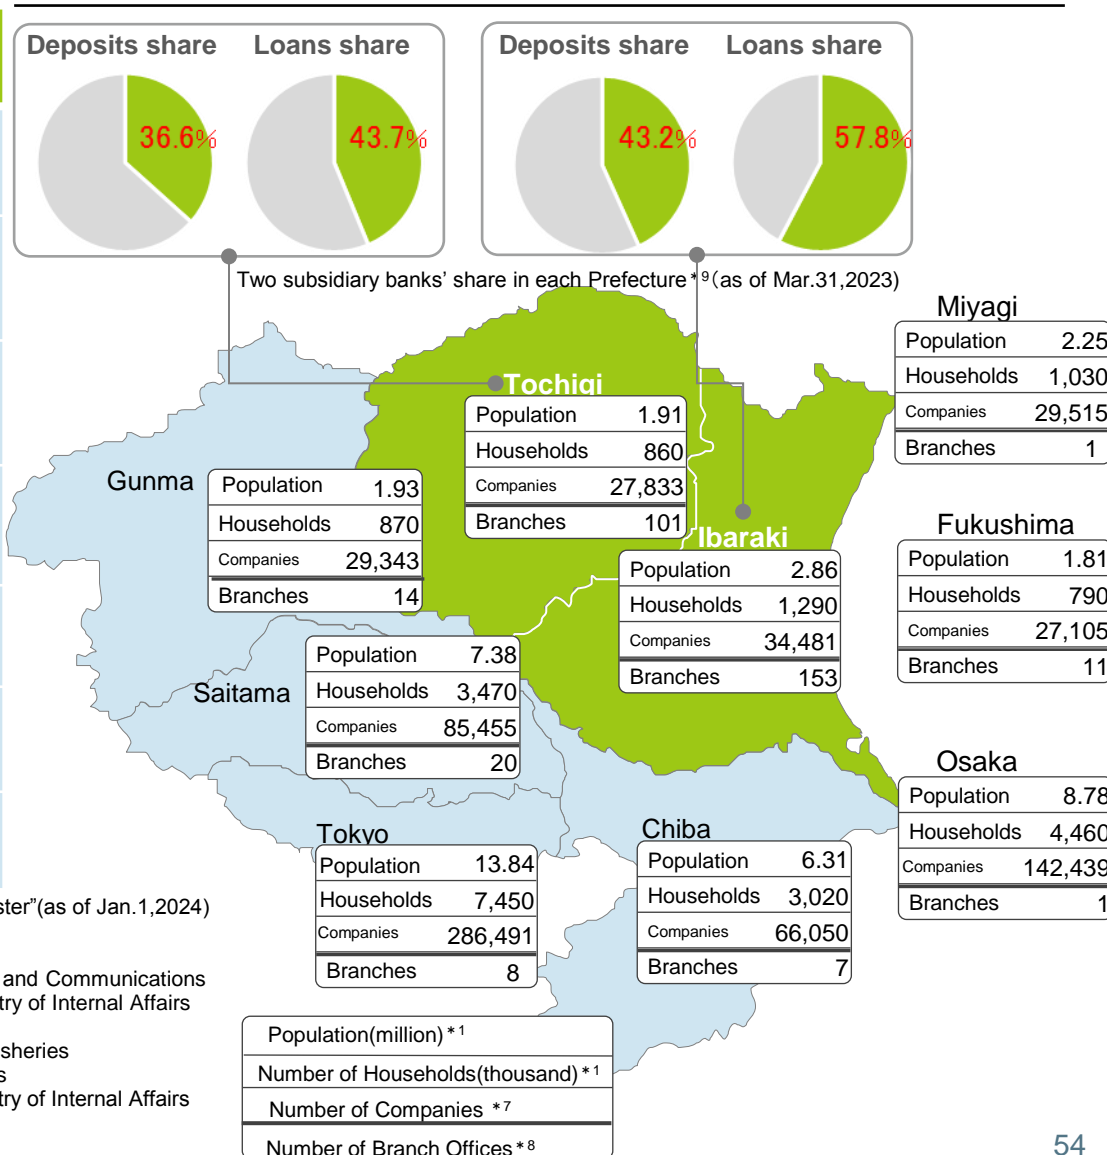 Deposits share Loans share
36.6% 43.7%
Deposits share Loans share
43.2% 57.8%
Two subsidiary banks' share in each Prefecture*9(as of Mar.31,2023)
Miyagi
Population 2.25
Households 1,030
Companies 29,515
Branches 1
Tochigi
Population 1.91
Households 860
Companies 27,833
Branches 101
Gunma
Population 1.93
Households 870
Companies 29,343
Branches 14
Ibaraki
Population 2.86
Households 1,290
Companies 34,481
Branches 153
Fukushima
Population 1.81
Households 790
Companies 27,105
Branches 11
Saitama
Population 7.38
Households 3,470
Companies 85,455
Branches 20
Osaka
Population 8.78
Households 4,460
Companies 142,439
Branches 1
Tokyo
Population 13.84
Households 7,450
Companies 286,491
Branches 8
Chiba
Population 6.31
Households 3,020
Companies 66,050
Branches 7
ster"(as of Jan.1,2024)
and Communications
try of Internal Affairs
sheries
s
try of Internal Affairs
Population(million)*1
Number of Households(thousand)*1
Number of Companies *7
Number of Branch Offices*8
54